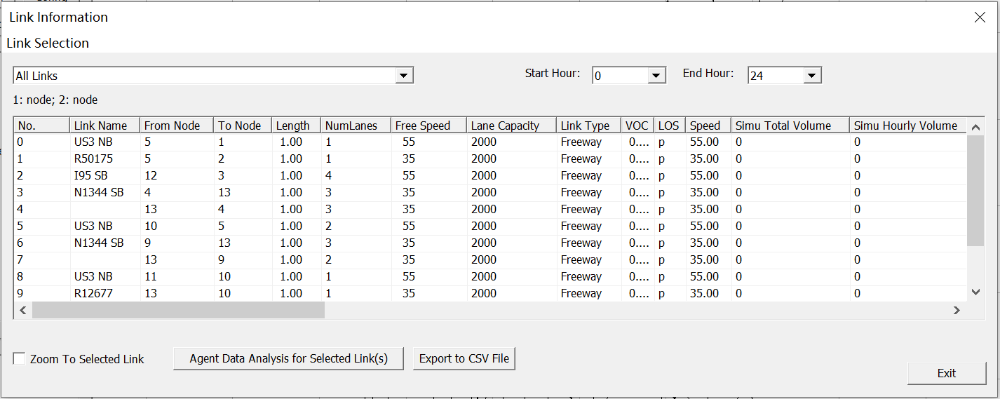 Link Information
Link Selection
All Links Start Hour: 0 End Hour: 24
1: node; 2: node
No. Link Name From Node To Node Length NumLanes Free Speed Lane Capacity Link Type VOC LOS Speed Simu Total Volume Simu Hourly Volume
0 US3 NB 5 1 1.00 1 55 2000 Freeway 0.... p 55.00 0 0
1 R50175 5 2 1.00 1 35 2000 Freeway 0.... p 35.00 0 0
2 I95 SB 12 3 1.00 4 55 2000 Freeway 0.... p 55.00 0 0
3 N1344 SB 4 13 1.00 3 35 2000 Freeway 0.... p 35.00 0 0
4 13 4 1.00 3 35 2000 Freeway 0.... p 35.00 0 0
5 US3 NB 10 5 1.00 2 55 2000 Freeway 0.... p 55.00 0 0
6 N1344 SB 9 13 1.00 3 35 2000 Freeway 0.... p 35.00 0 0
7 13 9 1.00 2 35 2000 Freeway 0.... p 35.00 0 0
8 US3 NB 11 10 1.00 1 55 2000 Freeway 0.... p 55.00 0 0
9 R12677 13 10 1.00 1 35 2000 Freeway 0.... p 35.00 0 0
Zoom To Selected Link Agent Data Analysis for Selected Link(s) Export to CSV File
Exit